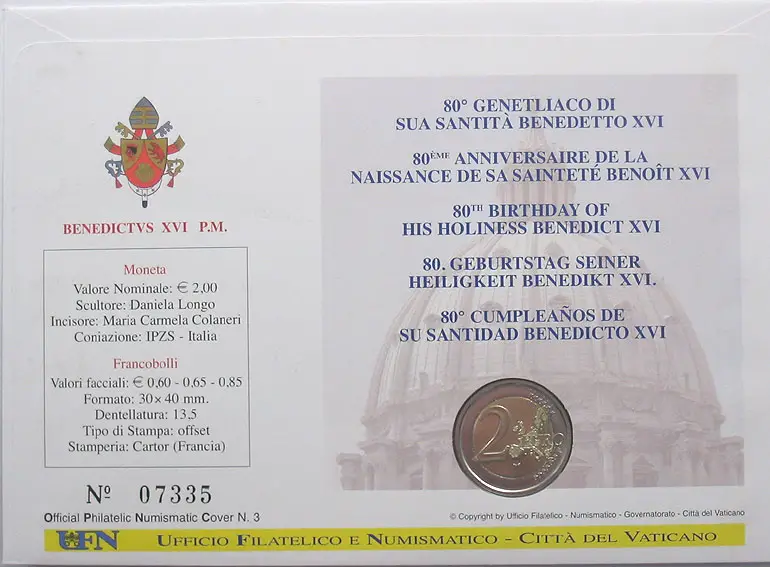 BENEDICTVS XVI P.M.
Moneta
Valore Nominale: € 2,00
Scultore: Daniela Longo
Incisore: Maria Carmela Colaneri
Coniazione: IPZS - Italia
Francobolli
Valori facciali: € 0,60 - 0,65 - 0,85
Formato: 30 × 40 mm.
Dentellatura: 13,5
Tipo di Stampa: offset
Stamperia: Cartor (Francia)
Nº 07335
Official Philatelic Numismatic Cover N. 3
80° GENETLIACO DI
SUA SANTITÀ BENEDETTO XVI
80ÈME ANNIVERSAIRE DE LA
NAISSANCE DE SA SAINTETÉ BENOÎT XVI
80TH BIRTHDAY OF
HIS HOLINESS BENEDICT XVI
80. GEBURTSTAG SEINER
HEILIGKEIT BENEDIKT XVI.
80° CUMPLEAÑOS DE
SU SANTIDAD BENEDICTO XVI
2 EURO
© Copyright by Ufficio Filatelico - Numismatico - Governatorato - Città del Vaticano
UFN UFFICIO FILATELICO E NUMISMATICO - CITTÀ DEL VATICANO